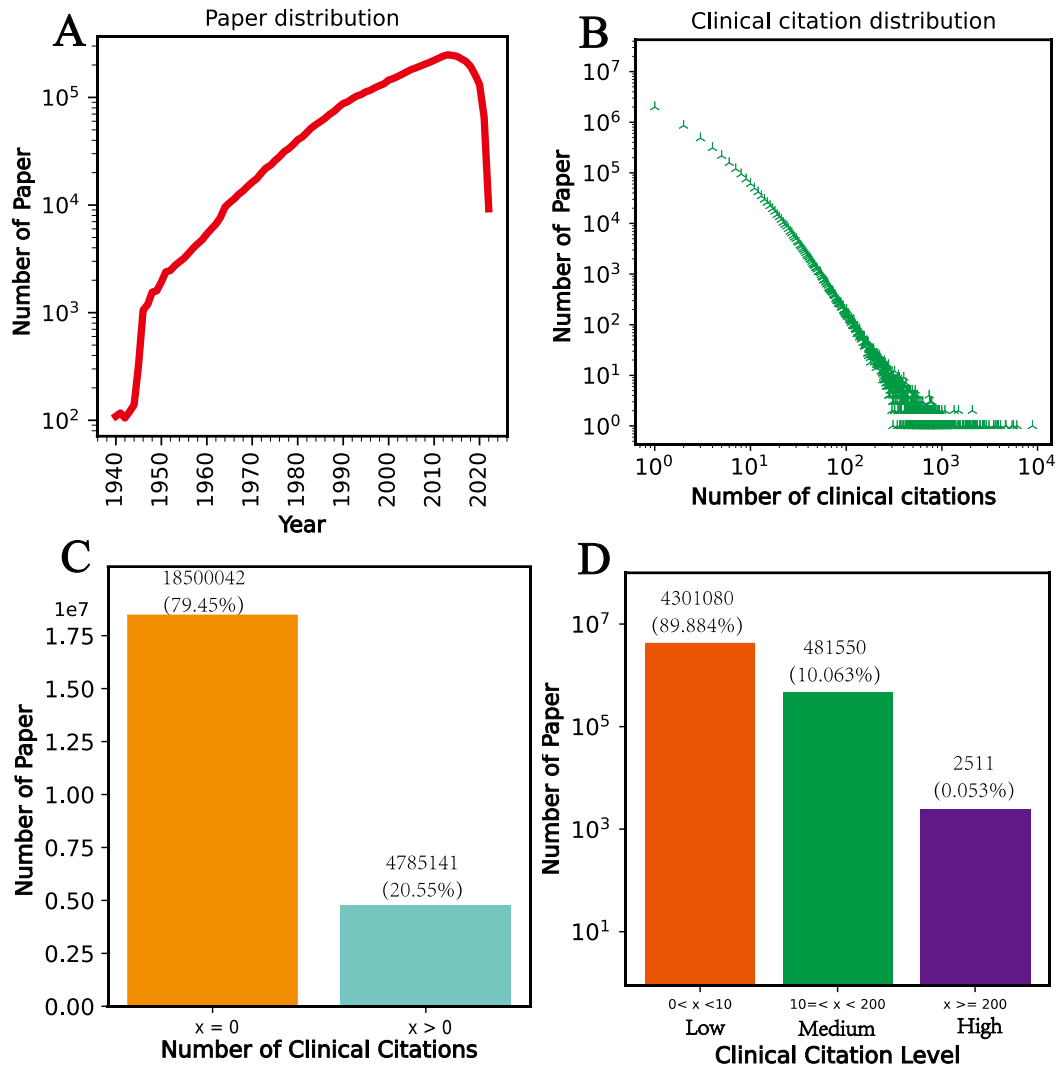 A
Paper distribution
Number of Paper
10^5
10^4
10^3
10^2
1940
1950
1960
1970
1980
1990
2000
2010
2020
Year
B
Clinical citation distribution
Number of Paper
10^7
10^6
10^5
10^4
10^3
10^2
10^1
10^0
10^0
10^1
10^2
10^3
10^4
Number of clinical citations
C
1e7
Number of Paper
1.75
1.50
1.25
1.00
0.75
0.50
0.25
0.00
18500042
(79.45%)
4785141
(20.55%)
x = 0
x > 0
Number of Clinical Citations
D
Number of Paper
10^7
10^5
10^3
10^1
4301080
(89.884%)
481550
(10.063%)
2511
(0.053%)
0< x <10
10=< x < 200
x >= 200
Low
Medium
High
Clinical Citation Level